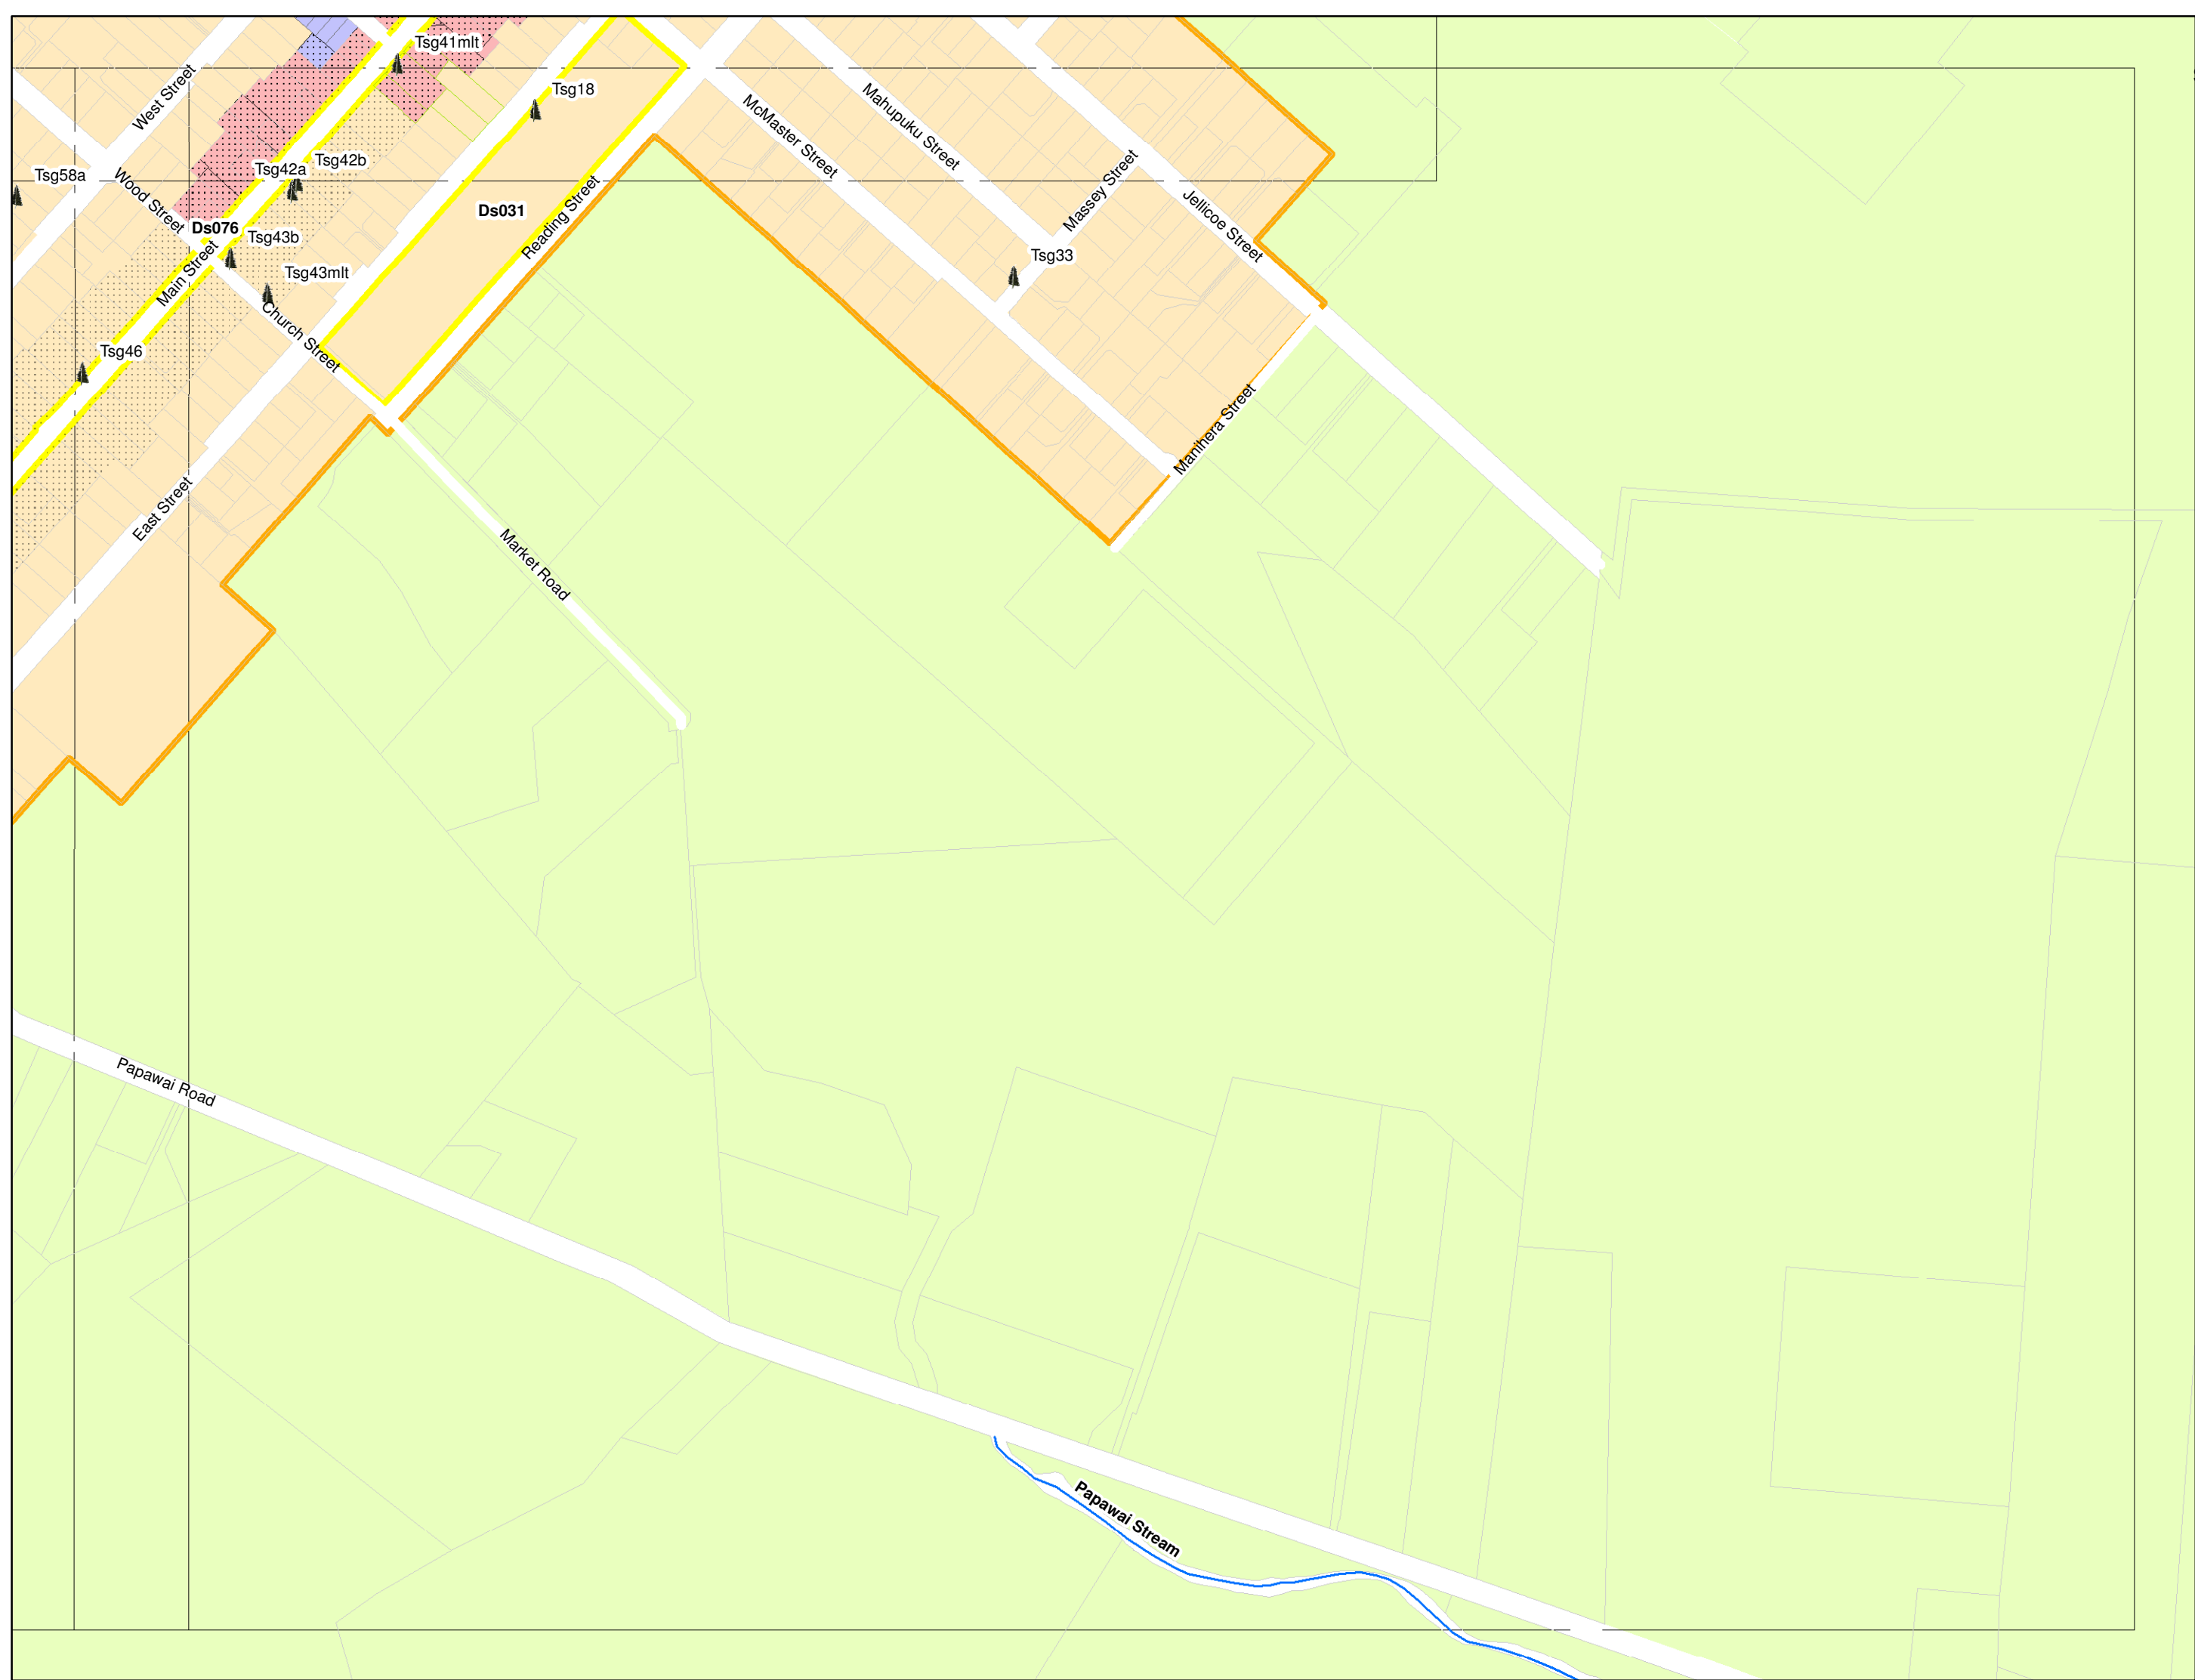 Tsg41mlt
Tsg18
West Street
McMaster Street
Mahupuku Street
Tsg42b
Tsg42a
Tsg58a
Wood Street
Massey Street
Ds031
Reading Street
Jellicoe Street
Ds076
Tsg43b
Main Street
Tsg33
Tsg43mlt
Church Street
Tsg46
Manihera Street
East Street
Market Road
Papawai Road
Papawai Stream